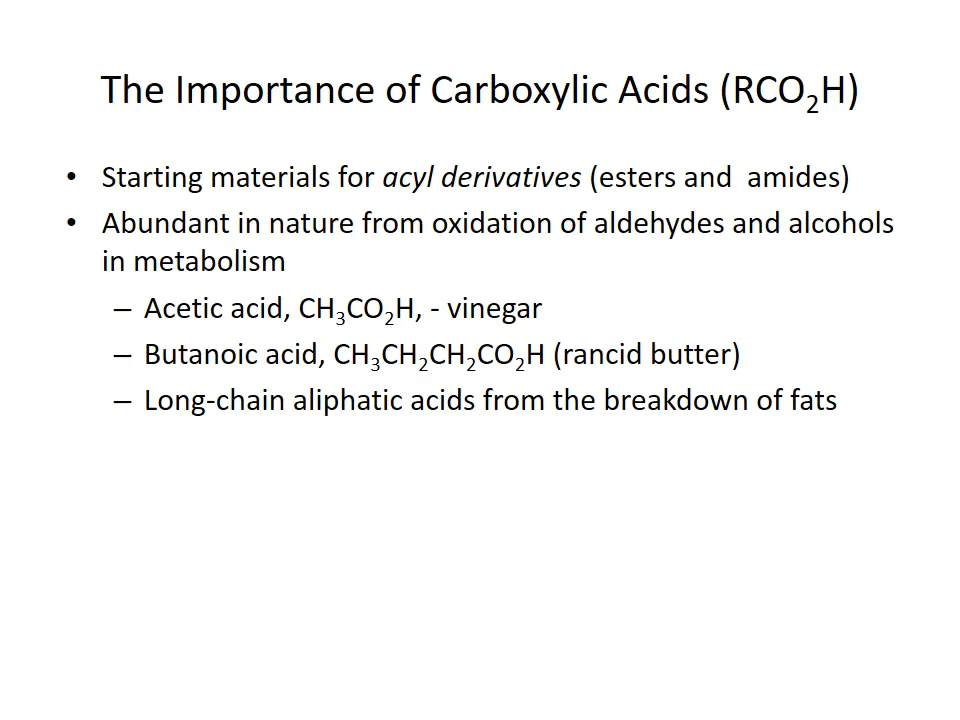 The Importance of Carboxylic Acids (RCO₂H)
• Starting materials for acyl derivatives (esters and  amides)
• Abundant in nature from oxidation of aldehydes and alcohols
in metabolism
– Acetic acid, CH₃CO₂H, - vinegar
– Butanoic acid, CH₃CH₂CH₂CO₂H (rancid butter)
– Long-chain aliphatic acids from the breakdown of fats